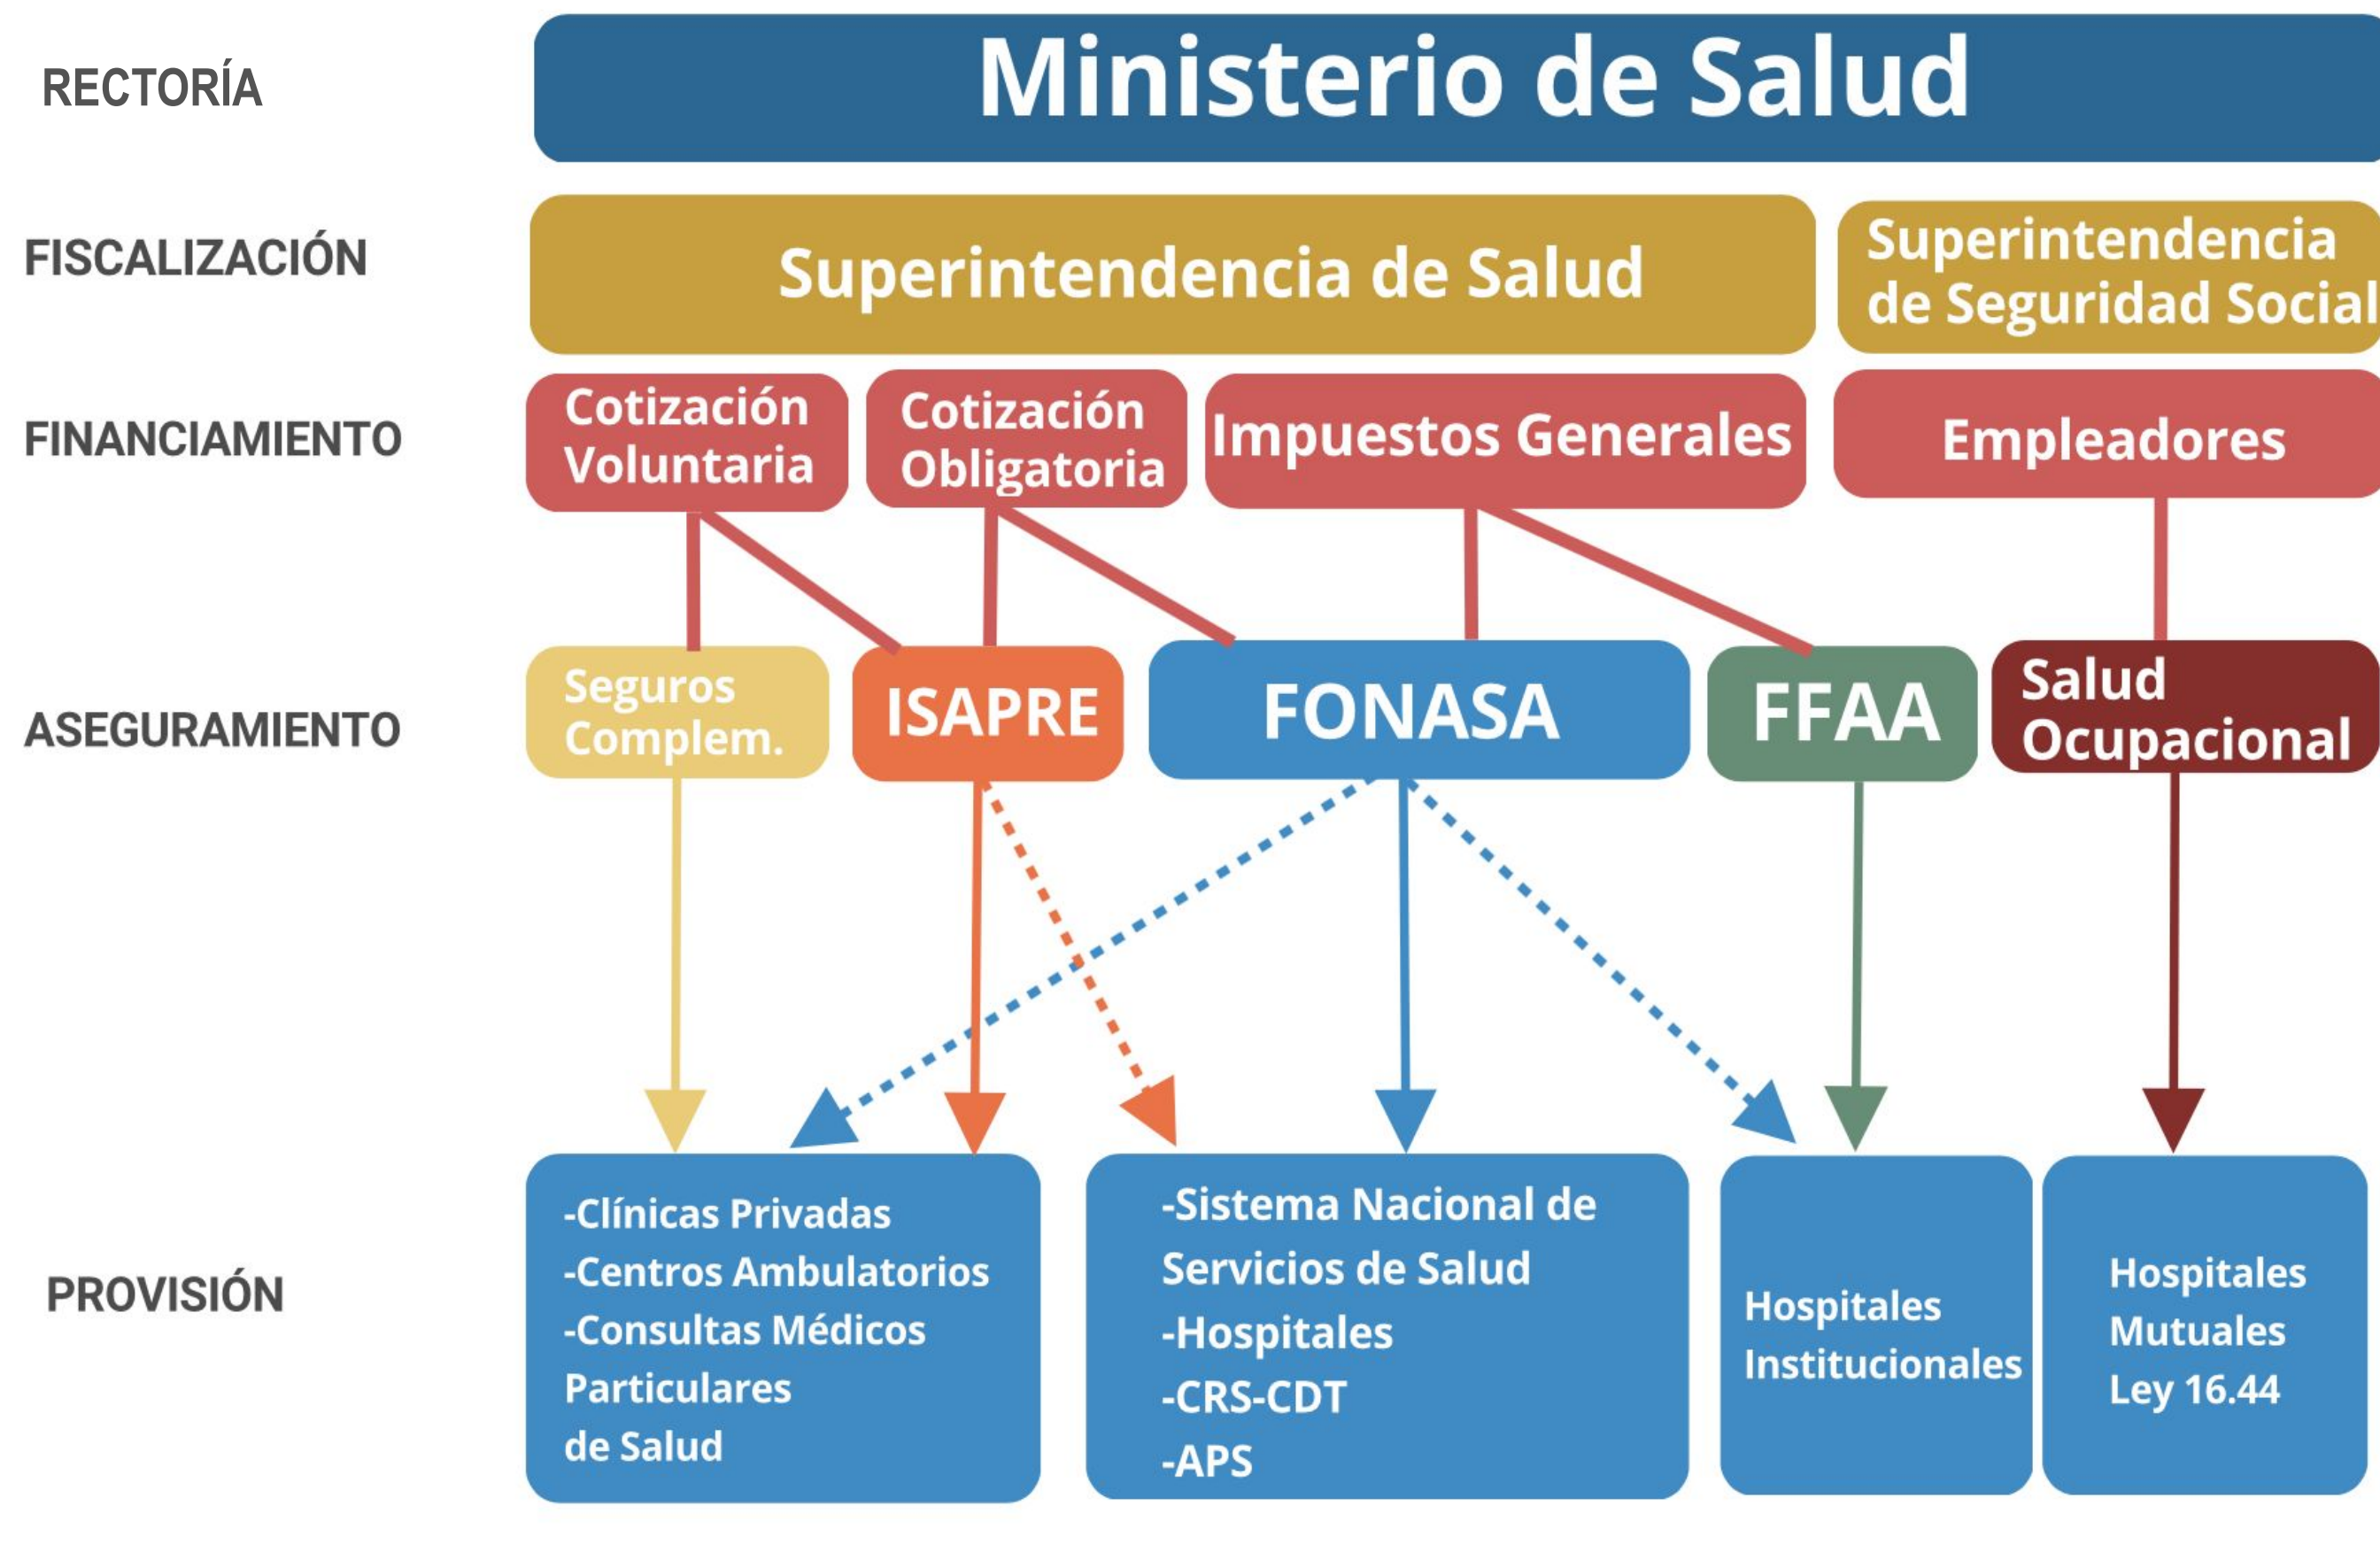 RECTORÍA
Ministerio de Salud
FISCALIZACIÓN
Superintendencia de Salud
Superintendencia
de Seguridad Social
FINANCIAMIENTO
Cotización
Voluntaria
Cotización
Obligatoria
Impuestos Generales
Empleadores
ASEGURAMIENTO
Seguros
Complem.
ISAPRE
FONASA
FFAA
Salud
Ocupacional
PROVISIÓN
-Clínicas Privadas
-Centros Ambulatorios
-Consultas Médicos
Particulares
de Salud
-Sistema Nacional de
Servicios de Salud
-Hospitales
-CRS-CDT
-APS
Hospitales
Institucionales
Hospitales
Mutuales
Ley 16.44